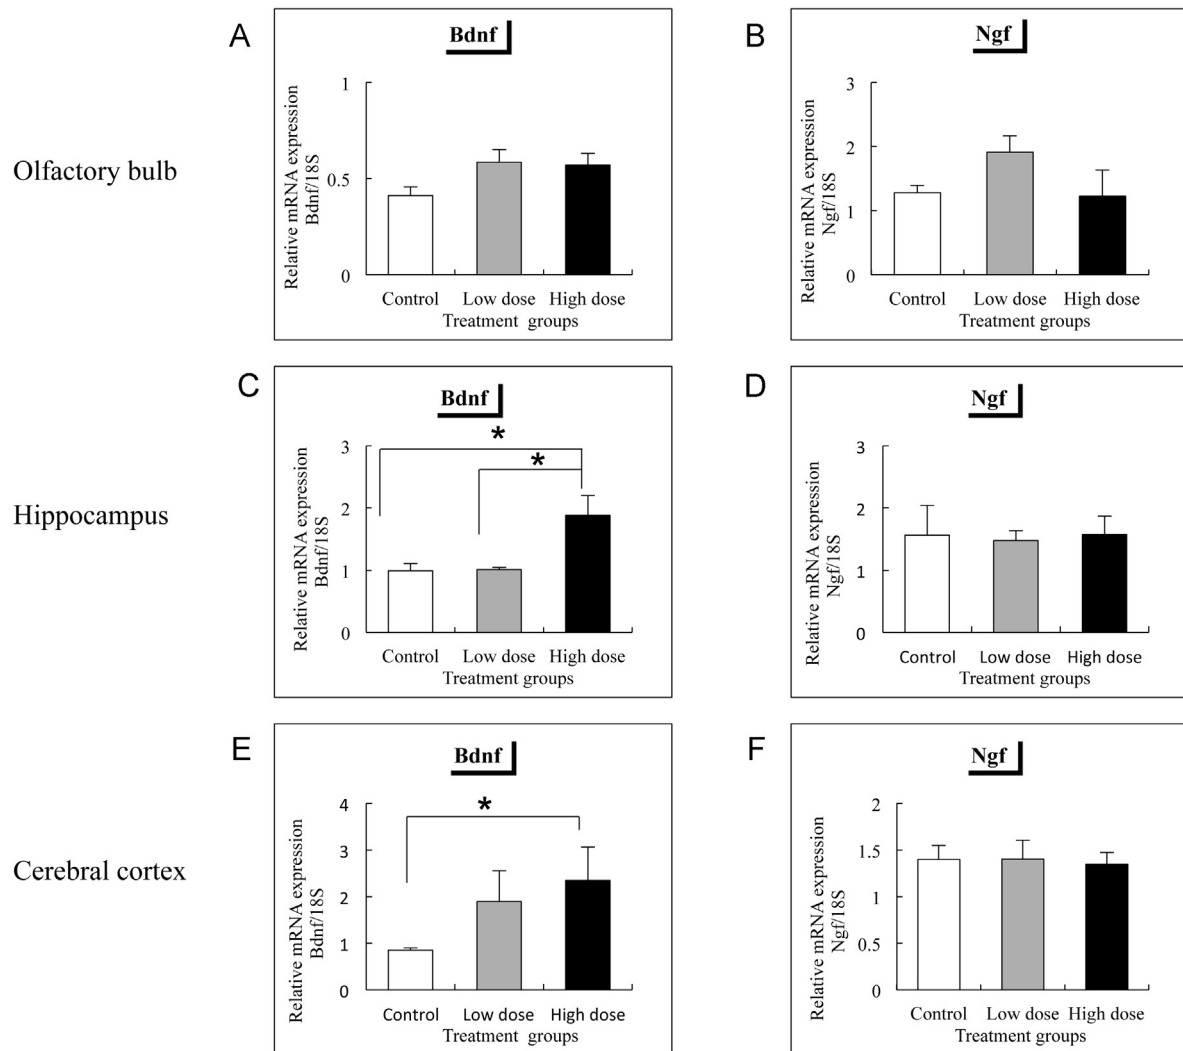 A
Bdnf
Relative mRNA expression
Bdnf/18S
1
0.5
0
Control Low dose High dose
Treatment groups
B
Ngf
Relative mRNA expression
Ngf/18S
3
2
1
0
Control Low dose High dose
Treatment groups
Olfactory bulb
C
Bdnf
Relative mRNA expression
Bdnf/18S
3
2
1
0
*
*
Control Low dose High dose
Treatment groups
D
Ngf
Relative mRNA expression
Ngf/18S
3
2
1
0
Control Low dose High dose
Treatment groups
Hippocampus
E
Bdnf
Relative mRNA expression
Bdnf/18S
4
3
2
1
0
*
Control Low dose High dose
Treatment groups
F
Ngf
Relative mRNA expression
Ngf/18S
2
1.5
1
0.5
0
Control Low dose High dose
Treatment groups
Cerebral cortex